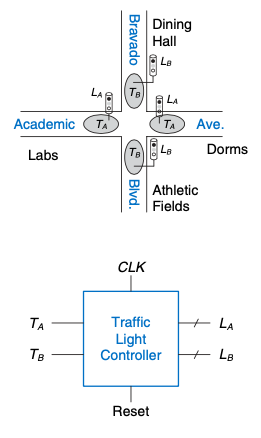 Bravado
Dining
Hall
L_B
L_A
T_B
L_A
Academic
T_A
T_A
Ave.
Labs
T_B
L_B
Dorms
Blvd.
Athletic
Fields
CLK
T_A
Traffic
L_A
Light
T_B
Controller
L_B
Reset